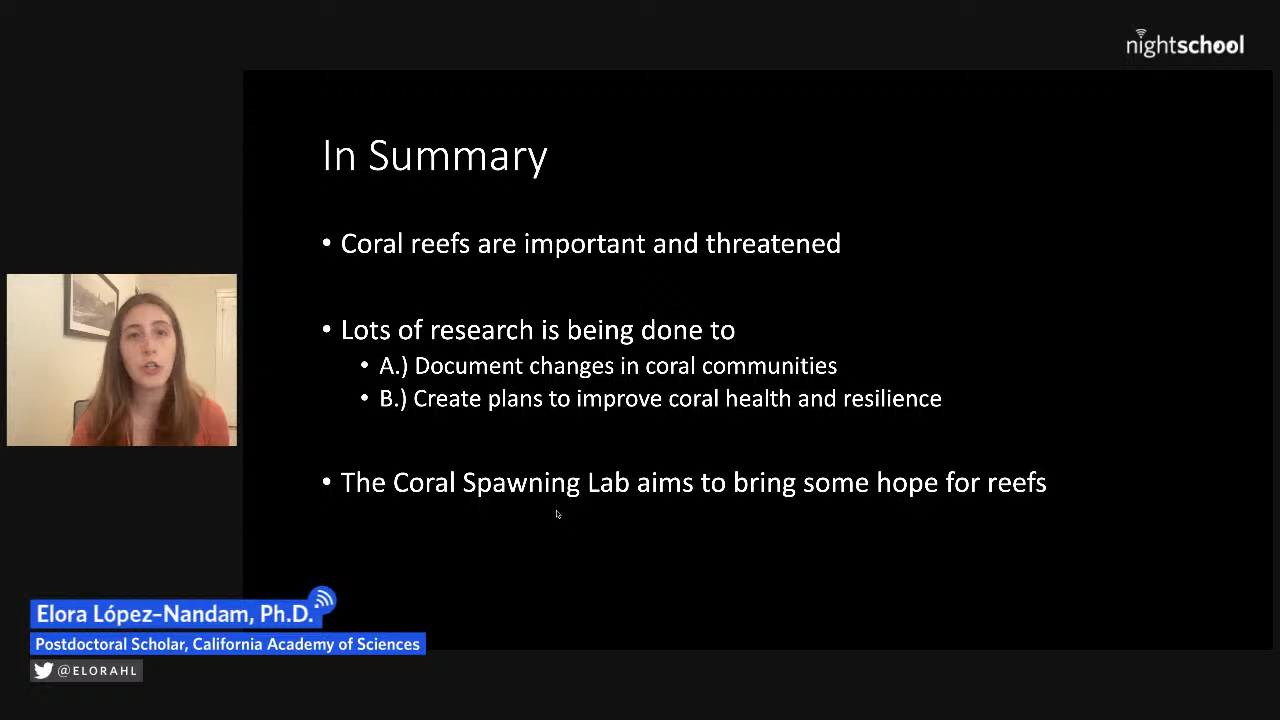 nightschool
In Summary
• Coral reefs are important and threatened
• Lots of research is being done to
• A.) Document changes in coral communities
• B.) Create plans to improve coral health and resilience
• The Coral Spawning Lab aims to bring some hope for reefs
Elora López-Nandam, Ph.D.
Postdoctoral Scholar, California Academy of Sciences
@ELORAHL